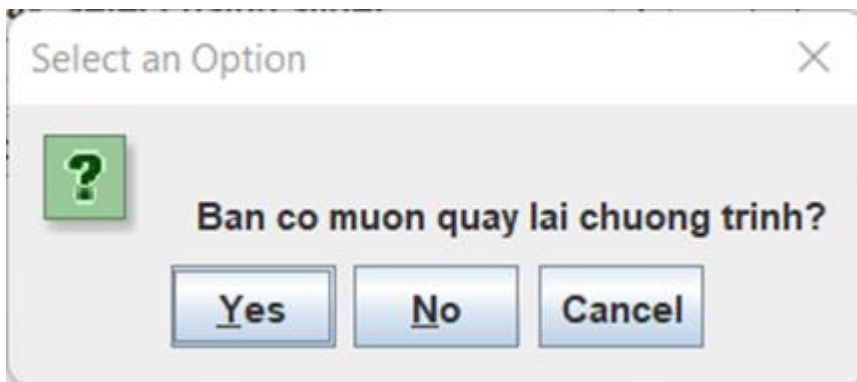 Select an Option
Ban co muon quay lai chuong trinh?
Yes
No
Cancel